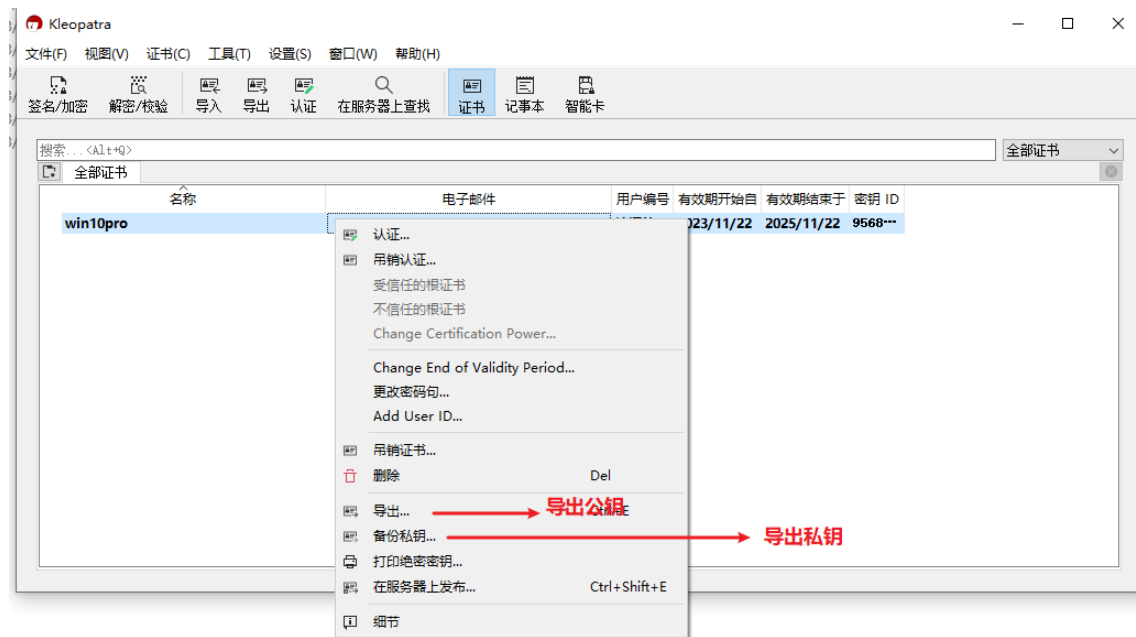 Kleopatra
文件(F) 视图(V) 证书(C) 工具(T) 设置(S) 窗口(W) 帮助(H)
签名/加密 解密/校验 导入 导出 认证 在服务器上查找 证书 记事本 智能卡
搜索...<Alt+Q> 全部证书
全部证书
名称 电子邮件 用户编号 有效期开始自 有效期结束于 密钥 ID
win10pro 023/11/22 2025/11/22 9568···
认证...
吊销认证...
受信任的根证书
不信任的根证书
Change Certification Power...
Change End of Validity Period...
更改密码句...
Add User ID...
吊销证书...
删除 Del
导出... 导出公钥
备份私钥... 导出私钥
打印绝密密钥...
在服务器上发布... Ctrl+Shift+E
细节